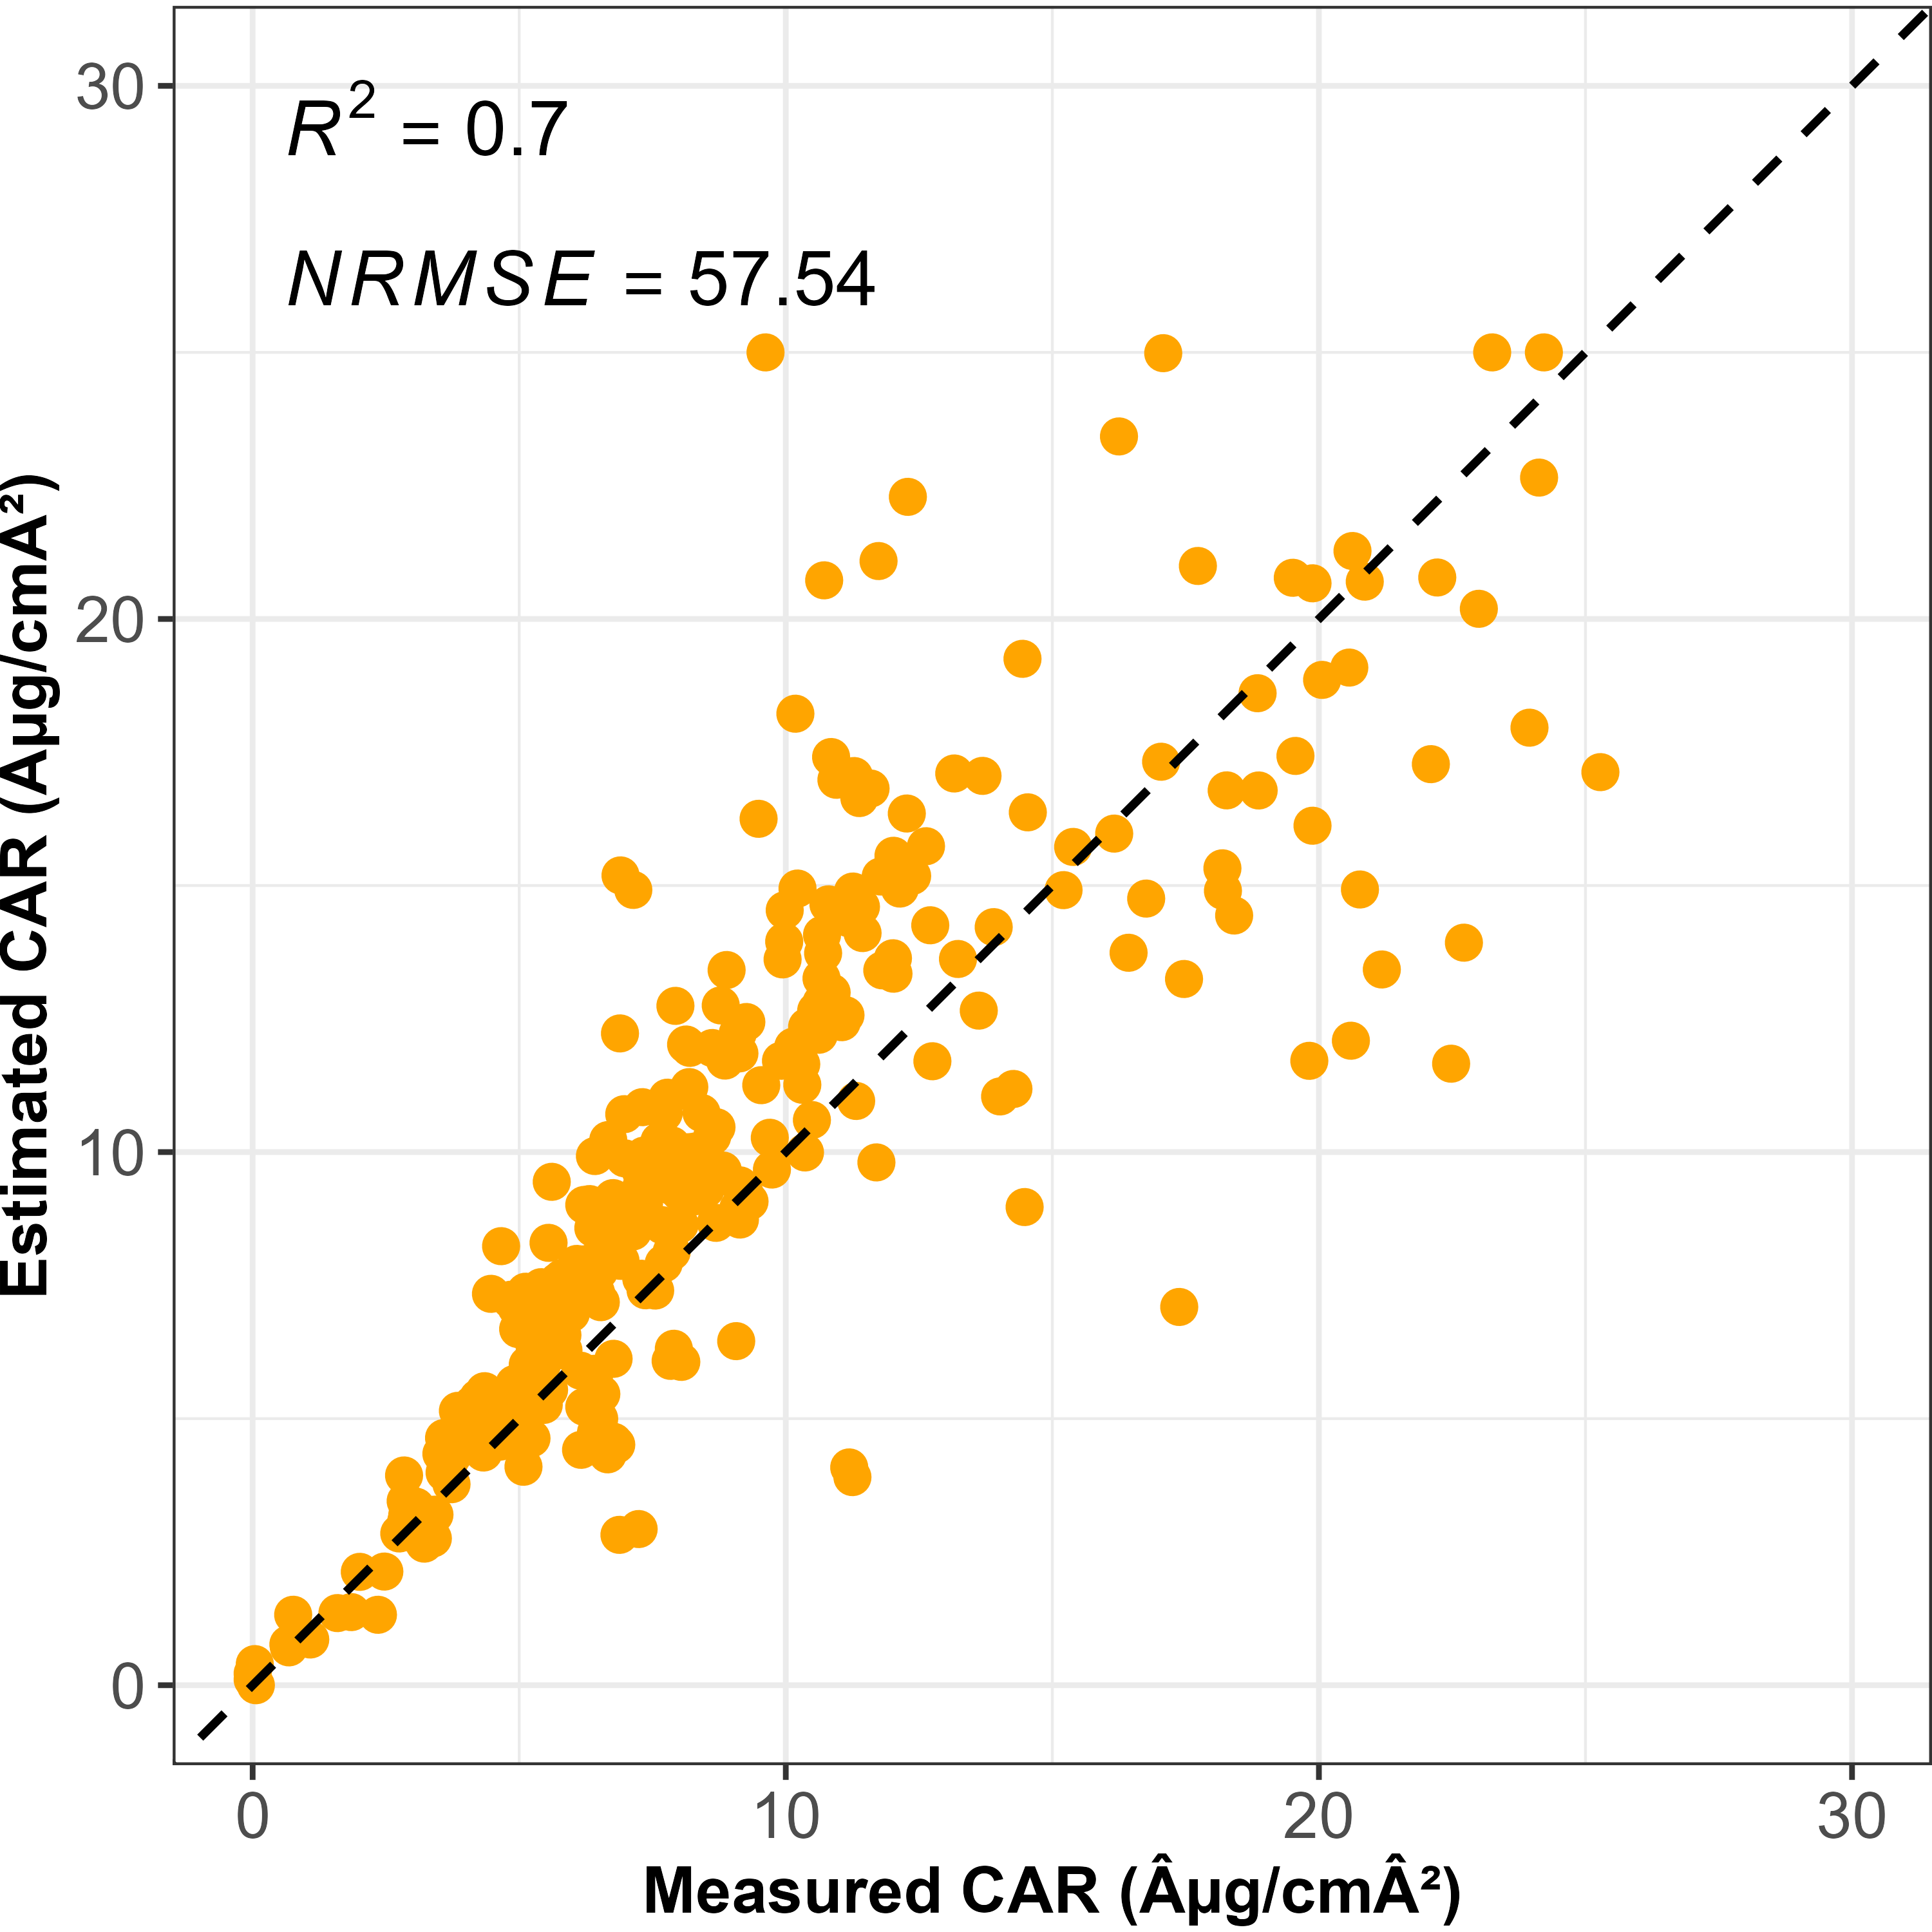 R² = 0.7
NRMSE = 57.54
Estimated CAR (Âµg/cmÂ²)
30
20
10
0
0 10 20 30
Measured CAR (Âµg/cmÂ²)